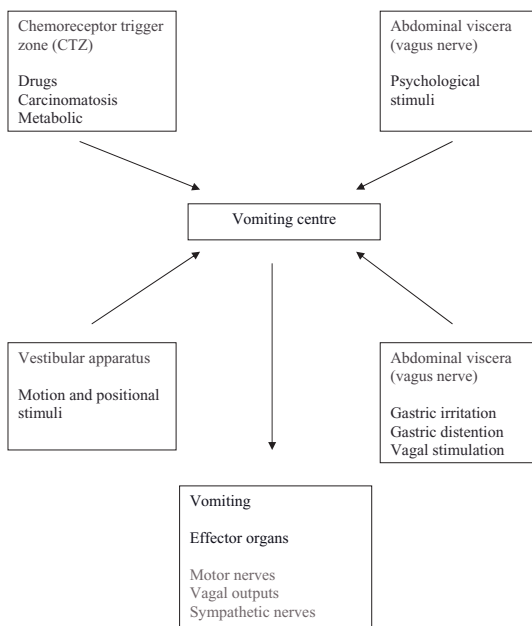 Chemoreceptor trigger
zone (CTZ)
Drugs
Carcinomatosis
Metabolic
Abdominal viscera
(vagus nerve)
Psychological
stimuli
Vomiting centre
Vestibular apparatus
Motion and positional
stimuli
Abdominal viscera
(vagus nerve)
Gastric irritation
Gastric distention
Vagal stimulation
Vomiting
Effector organs
Motor nerves
Vagal outputs
Sympathetic nerves